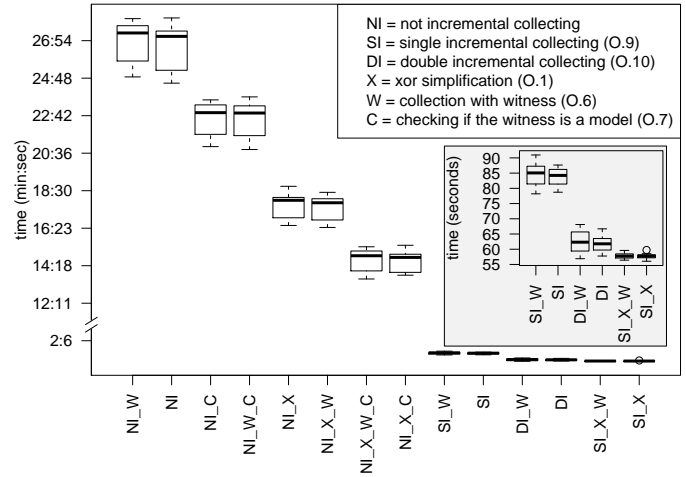 NI = not incremental collecting
SI = single incremental collecting (O.9)
DI = double incremental collecting (O.10)
X = xor simplification (O.1)
W = collection with witness (O.6)
C = checking if the witness is a model (O.7)
time (min:sec)
26:54
24:48
22:42
20:36
18:30
16:23
14:18
12:11
2:6
time (seconds)
90
85
80
75
70
65
60
55
SI_W
SI
DI_W
DI
SI_X_W
SI_X
NI_W
NI
NI_C
NI_W_C
NI_X
NI_X_W
NI_X_W_C
NI_X_C
SI_W
SI
DI_W
DI
SI_X_W
SI_X